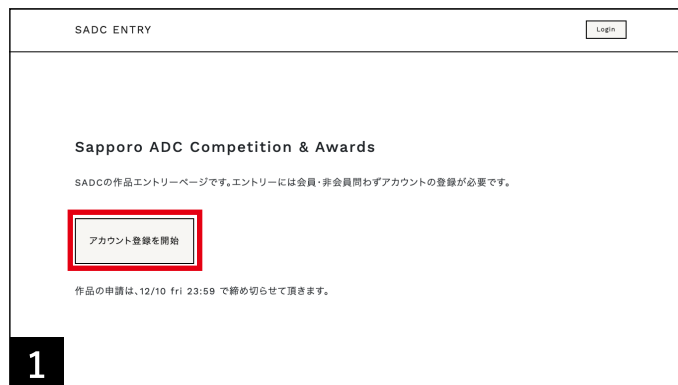 SADC ENTRY
Login
Sapporo ADC Competition & Awards
SADCの作品エントリーページです。エントリーには会員・非会員問わずアカウントの登録が必要です。
アカウント登録を開始
作品の申請は、12/10 fri 23:59 で締め切らせて頂きます。
1